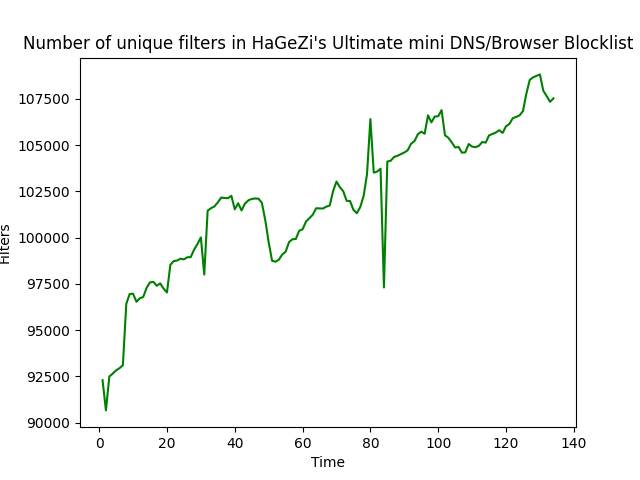 Number of unique filters in HaGeZi's Ultimate mini DNS/Browser Blocklist
107500
105000
102500
100000
97500
95000
92500
90000
Filters
0 20 40 60 80 100 120 140
Time